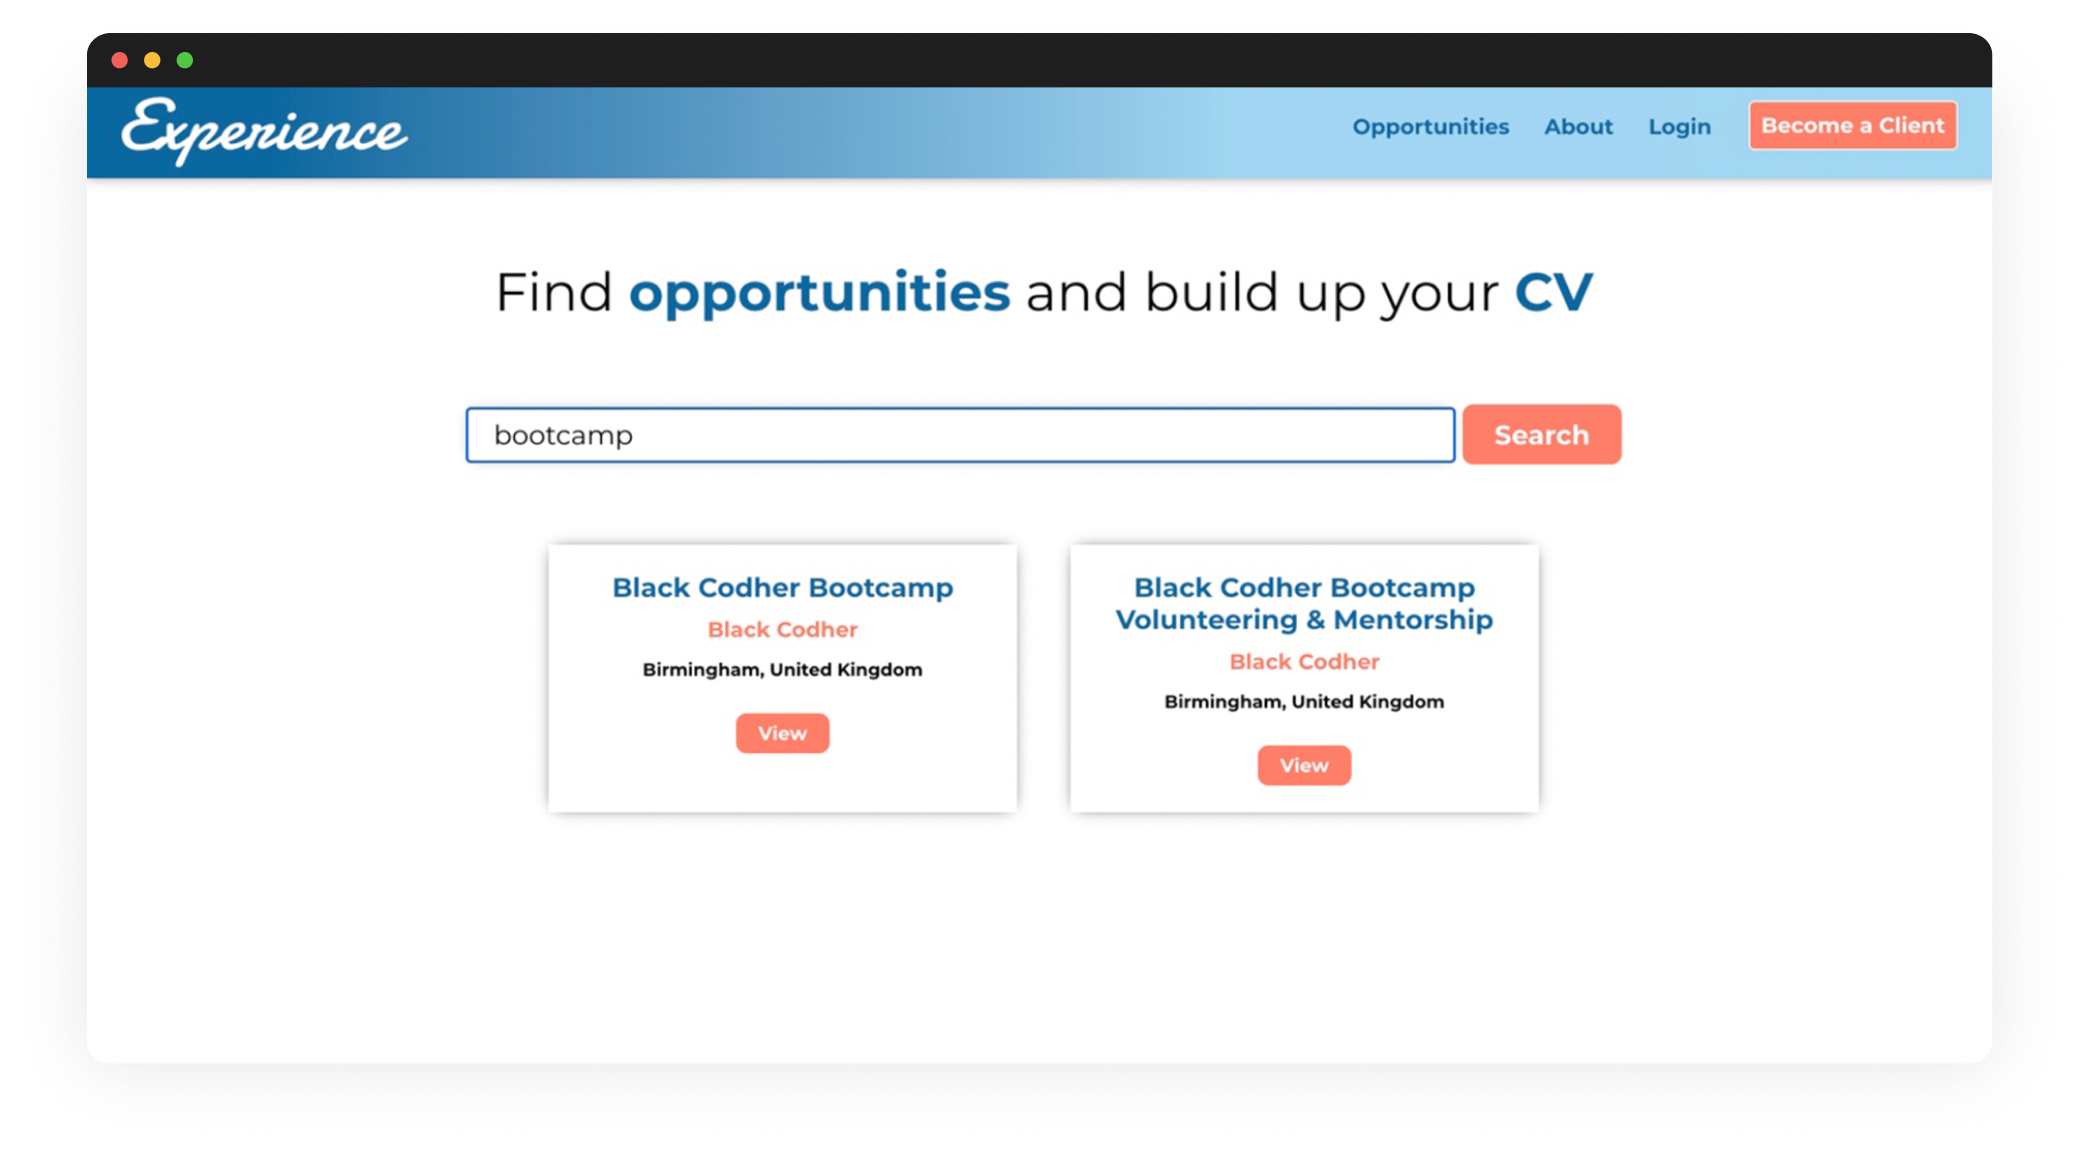 Experience
Opportunities About Login Become a Client
Find opportunities and build up your CV
bootcamp Search
Black Codher Bootcamp
Black Codher
Birmingham, United Kingdom
View
Black Codher Bootcamp
Volunteering & Mentorship
Black Codher
Birmingham, United Kingdom
View